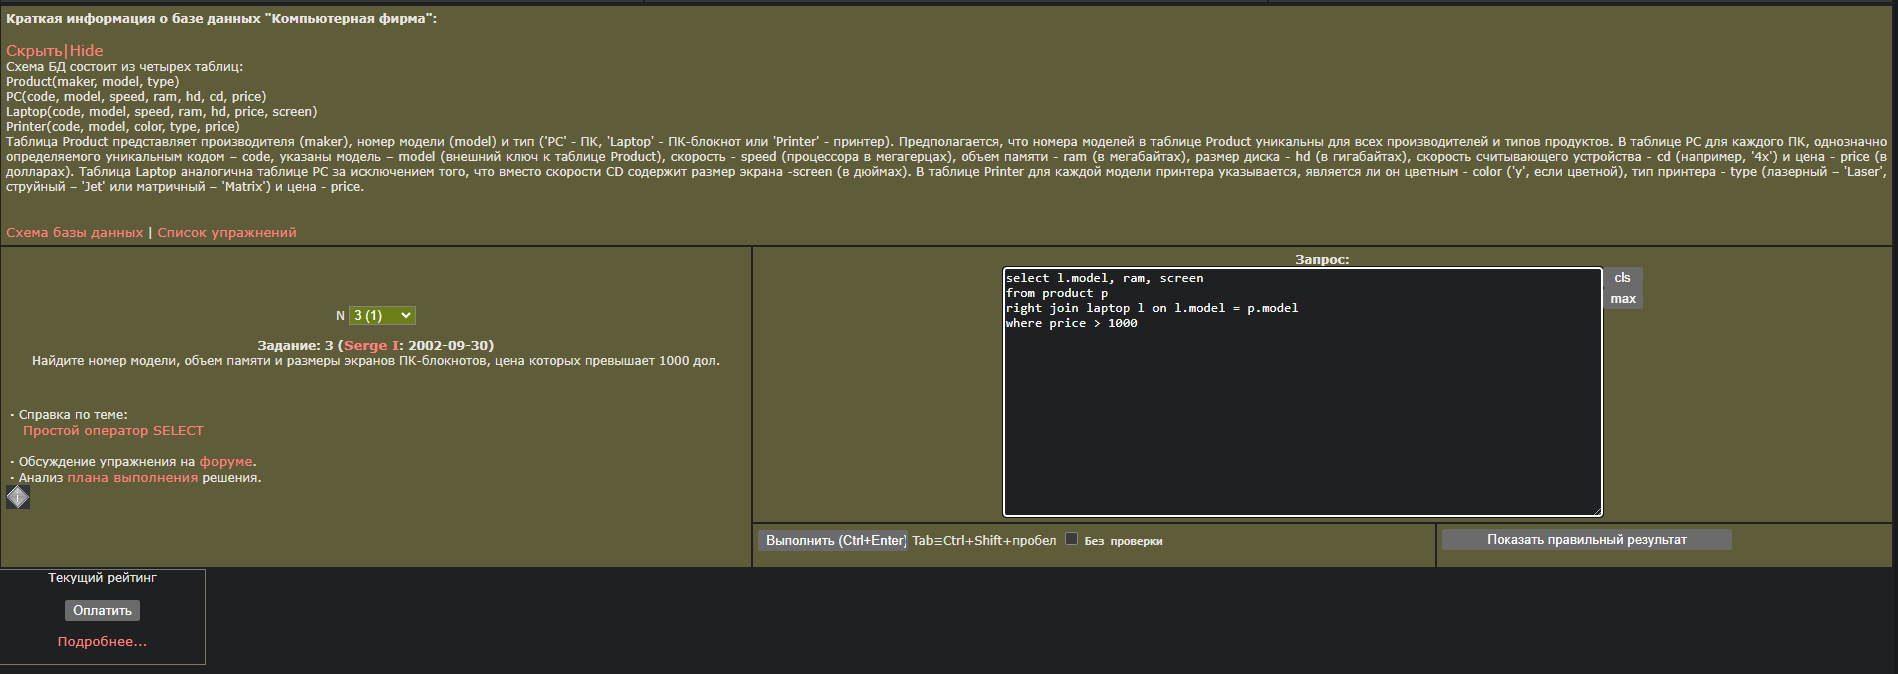 Краткая информация о базе данных "Компьютерная фирма":
Скрыть|Hide
Схема БД состоит из четырех таблиц:
Product(maker, model, type)
PC(code, model, speed, ram, hd, cd, price)
Laptop(code, model, speed, ram, hd, price, screen)
Printer(code, model, color, type, price)
Таблица Product представляет производителя (maker), номер модели (model) и тип ('PC' - ПК, 'Laptop' - ПК-блокнот или 'Printer' - принтер). Предполагается, что номера моделей в таблице Product уникальны для всех производителей и типов продуктов. В таблице PC для каждого ПК, однозначно
определяемого уникальным кодом – code, указаны модель – model (внешний ключ к таблице Product), скорость - speed (процессора в мегагерцах), объем памяти - ram (в мегабайтах), размер диска - hd (в гигабайтах), скорость считывающего устройства - cd (например, '4x') и цена - price (в
долларах). Таблица Laptop аналогична таблице РС за исключением того, что вместо скорости CD содержит размер экрана -screen (в дюймах). В таблице Printer для каждой модели принтера указывается, является ли он цветным - color ('y', если цветной), тип принтера - type (лазерный – 'Laser',
струйный – 'Jet' или матричный – 'Matrix') и цена - price.
Схема базы данных | Список упражнений
N 3 (1)
Задание: 3 (Serge I: 2002-09-30)
Найдите номер модели, объем памяти и размеры экранов ПК-блокнотов, цена которых превышает 1000 дол.
· Справка по теме:
Простой оператор SELECT
· Обсуждение упражнения на форуме.
· Анализ плана выполнения решения.
Запрос:
select l.model, ram, screen
from product p
right join laptop l on l.model = p.model
where price > 1000
cls
max
Выполнить (Ctrl+Enter) Tab≡Ctrl+Shift+пробел Без проверки
Показать правильный результат
Текущий рейтинг
Оплатить
Подробнее...